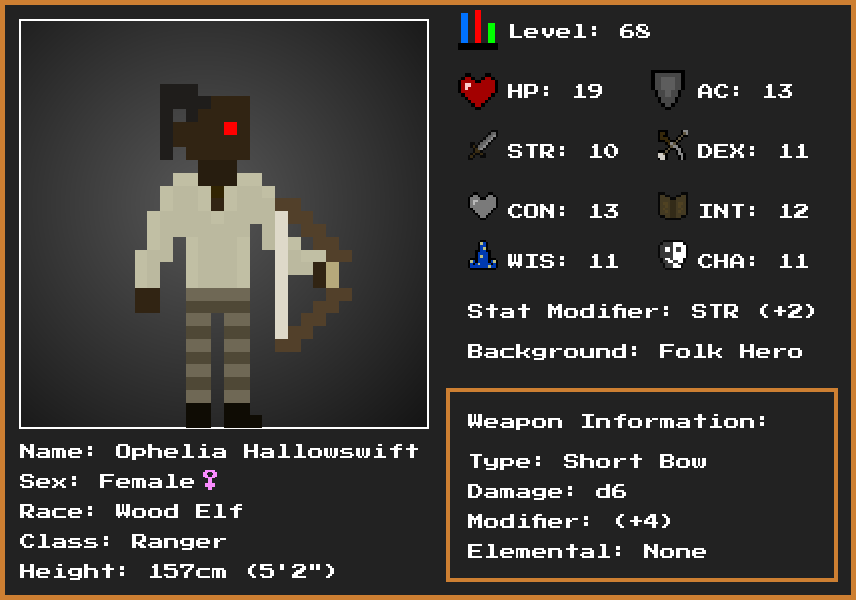 Level: 68
HP: 19 AC: 13
STR: 10 DEX: 11
CON: 13 INT: 12
WIS: 11 CHA: 11
Stat Modifier: STR (+2)
Background: Folk Hero
Weapon Information:
Type: Short Bow
Damage: d6
Modifier: (+4)
Elemental: None
Name: Ophelia Hallowswift
Sex: Female♀
Race: Wood Elf
Class: Ranger
Height: 157cm (5'2")